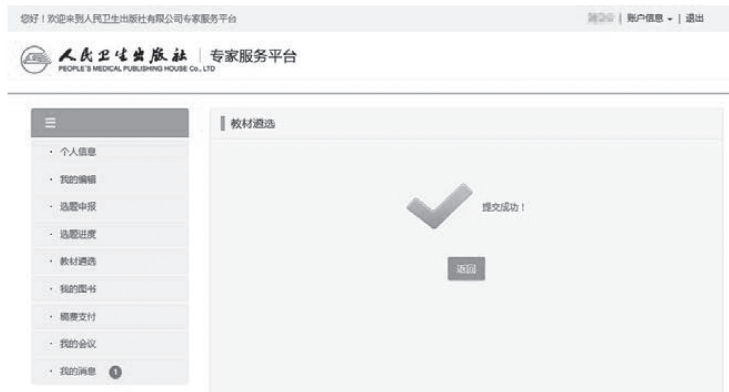 您好！欢迎来到人民卫生出版社有限公司专家服务平台
账户信息 | 退出
人民卫生出版社 专家服务平台
PEOPLE'S MEDICAL PUBLISHING HOUSE CO., LTD
教材遴选
· 个人信息
· 我的编辑
· 选题申报
· 选题进度
· 教材遴选
· 我的图书
· 稿费支付
· 我的会议
· 我的消息 1
提交成功！
返回